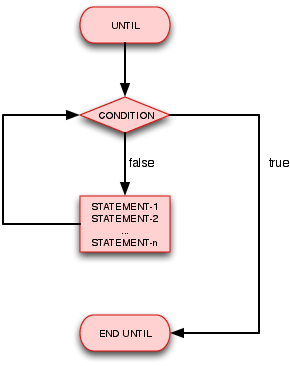 UNTIL
CONDITION
false
true
STATEMENT-1
STATEMENT-2
...
STATEMENT-n
END UNTIL